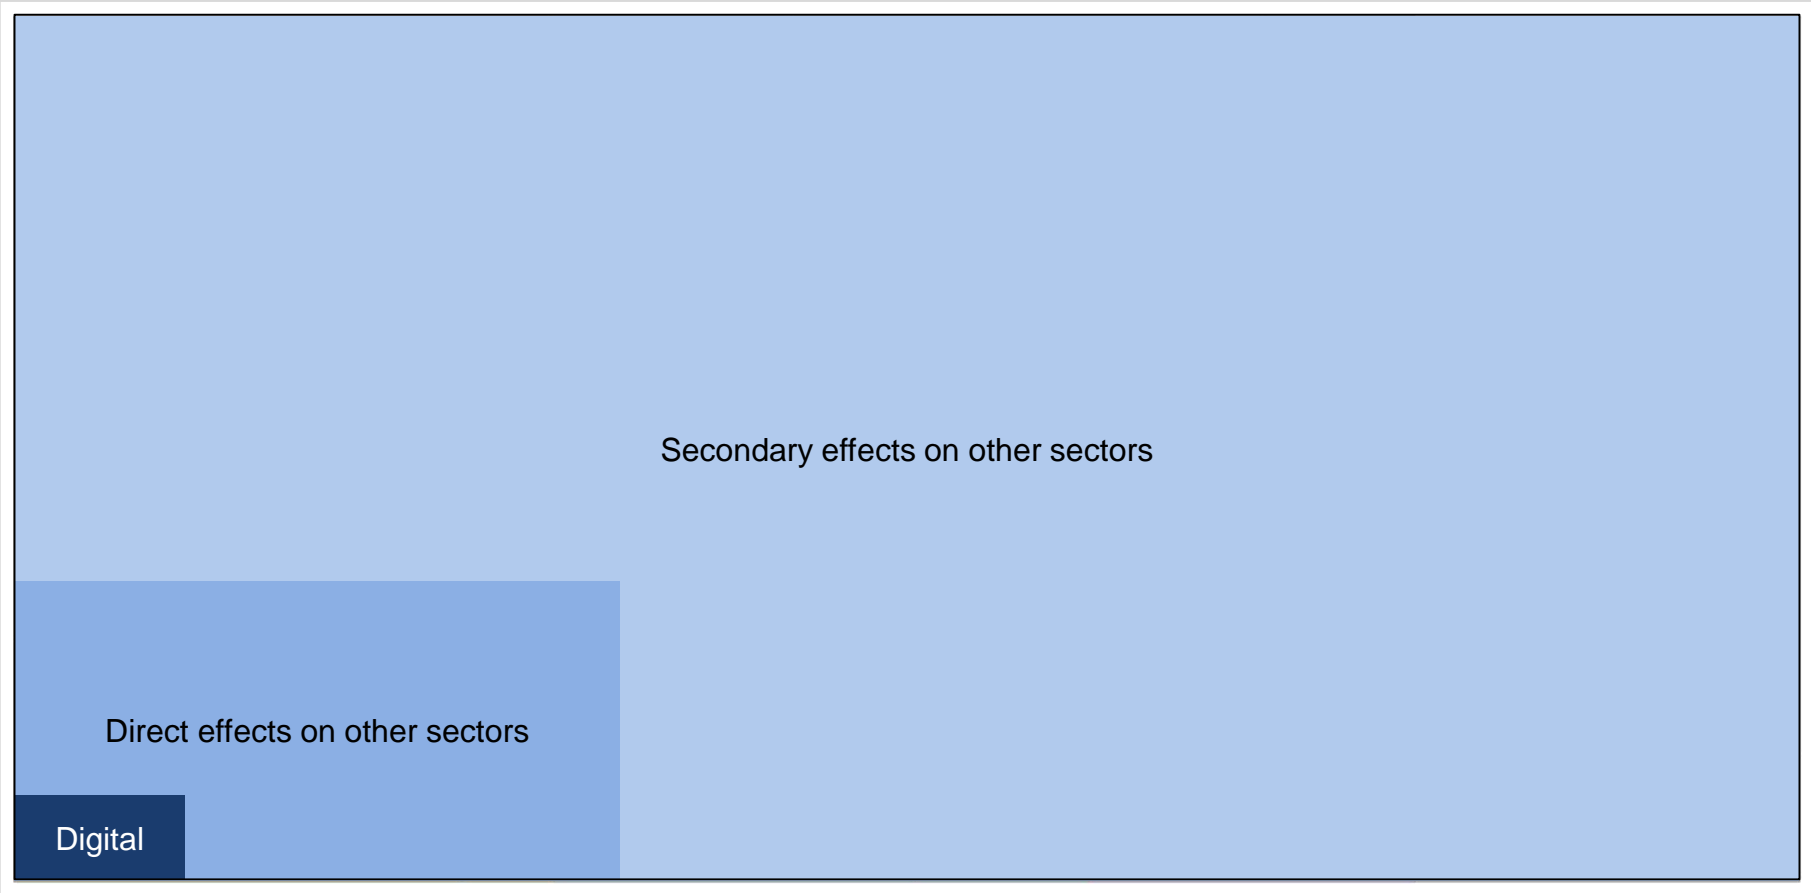 Secondary effects on other sectors
Direct effects on other sectors
Digital